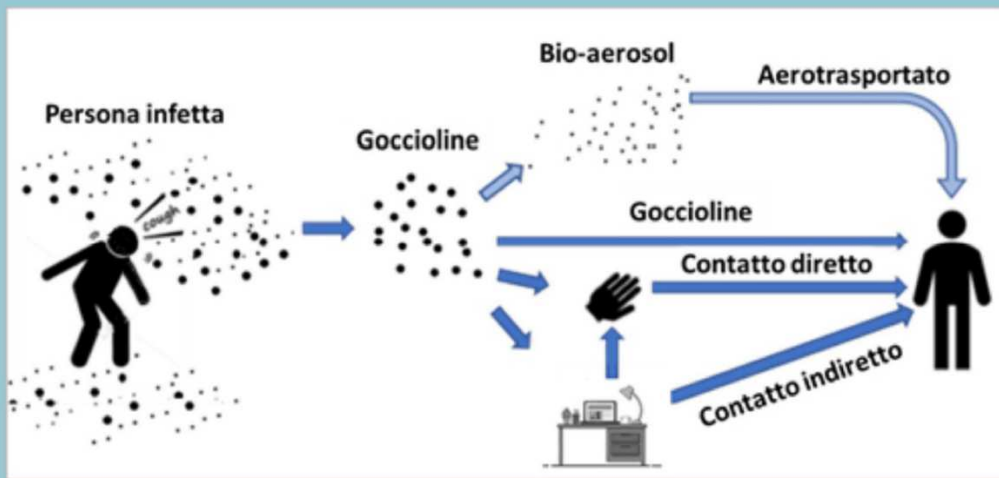 Bio-aerosol
Aerotrasportato
Persona infetta
Goccioline
cough
Goccioline
Contatto diretto
Contatto indiretto